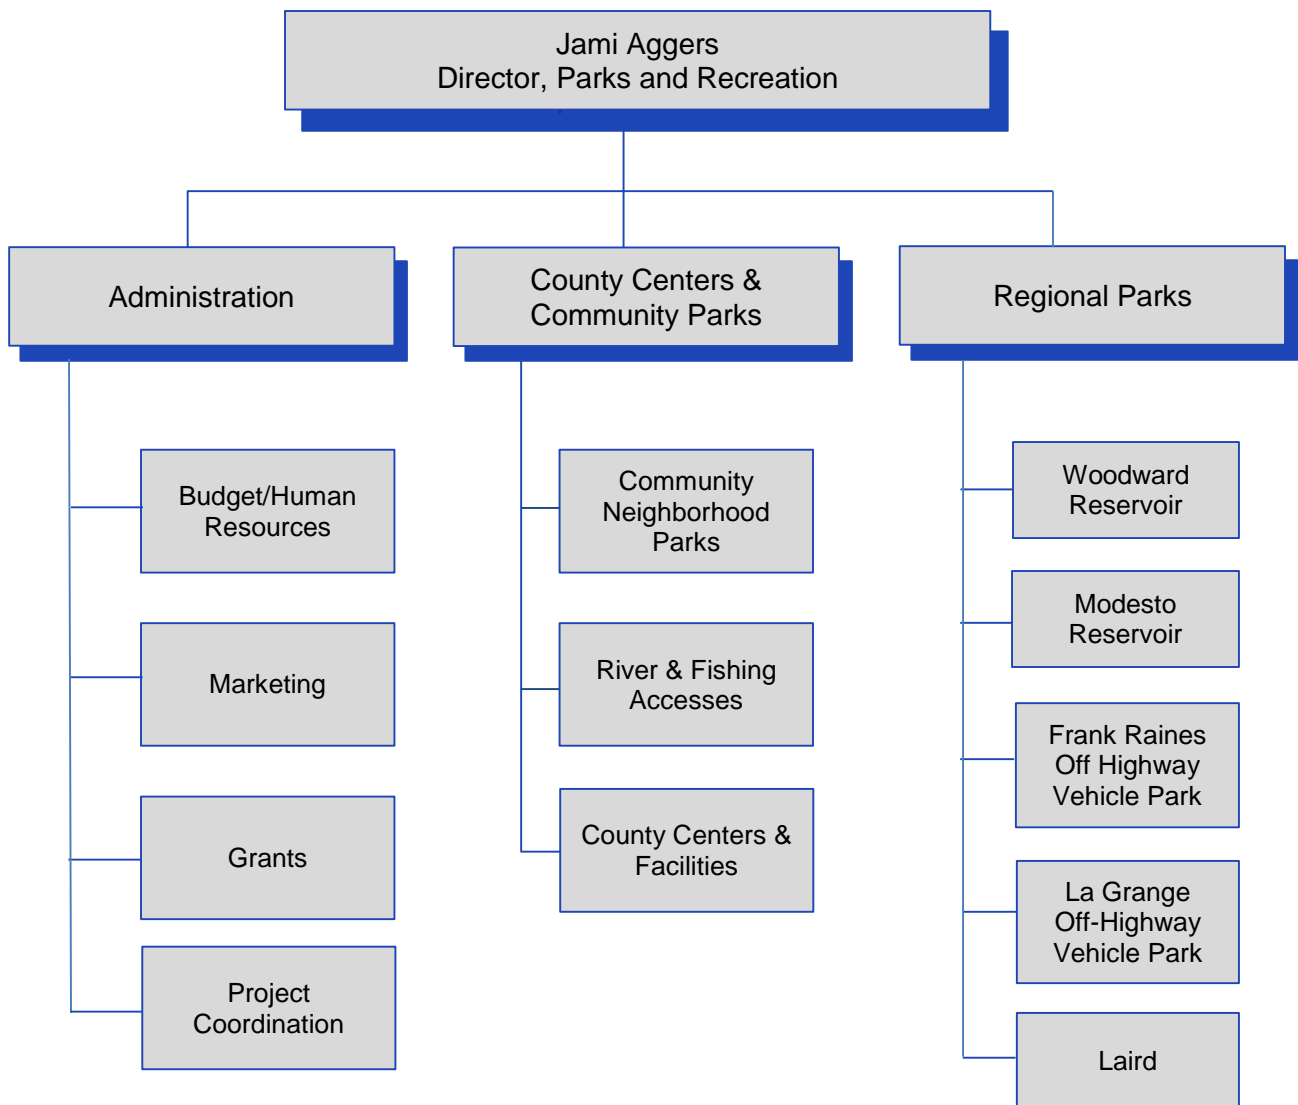 Jami Aggers
Director, Parks and Recreation
Administration
County Centers &
Community Parks
Regional Parks
Budget/Human
Resources
Marketing
Grants
Project
Coordination
Community
Neighborhood
Parks
River & Fishing
Accesses
County Centers &
Facilities
Woodward
Reservoir
Modesto
Reservoir
Frank Raines
Off Highway
Vehicle Park
La Grange
Off-Highway
Vehicle Park
Laird